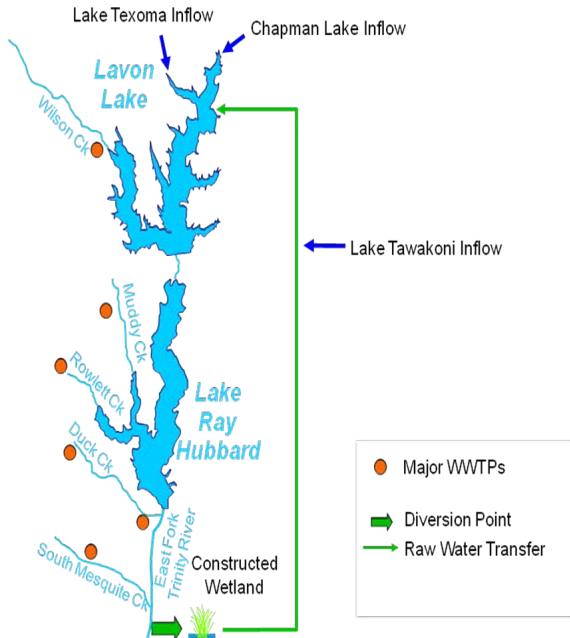 Lake Texoma Inflow
Chapman Lake Inflow
Lavon
Lake
Wilson Ck
Lake Tawakoni Inflow
Muddy Ck
Rowlett Ck
Lake
Ray
Hubbard
Duck Ck
Major WWTPs
Diversion Point
Raw Water Transfer
East Fork
Trinity River
South Mesquite Ck
Constructed
Wetland